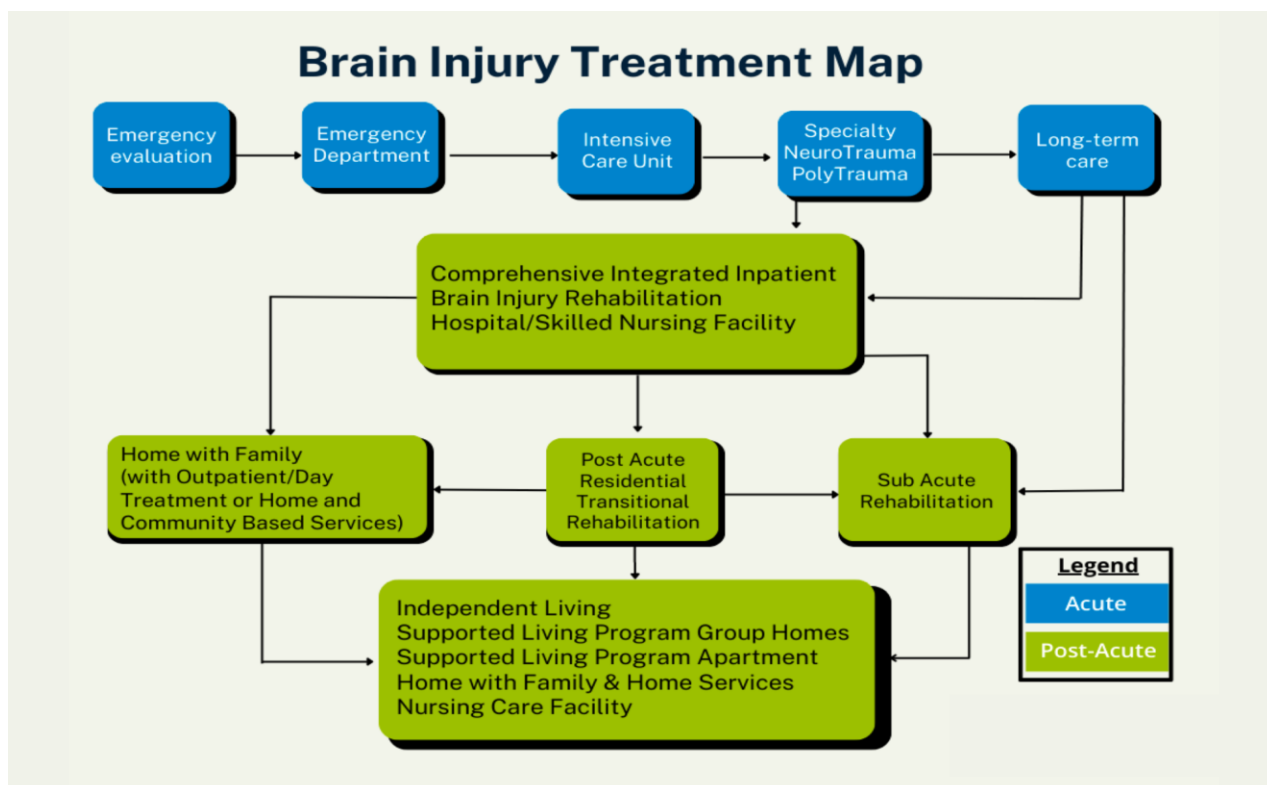 Brain Injury Treatment Map
Emergency
evaluation
Emergency
Department
Intensive
Care Unit
Specialty
NeuroTrauma
PolyTrauma
Long-term
care
Comprehensive Integrated Inpatient
Brain Injury Rehabilitation
Hospital/Skilled Nursing Facility
Home with Family
(with Outpatient/Day
Treatment or Home and
Community Based Services)
Post Acute
Residential
Transitional
Rehabilitation
Sub Acute
Rehabilitation
Independent Living
Supported Living Program Group Homes
Supported Living Program Apartment
Home with Family & Home Services
Nursing Care Facility
Legend
Acute
Post-Acute